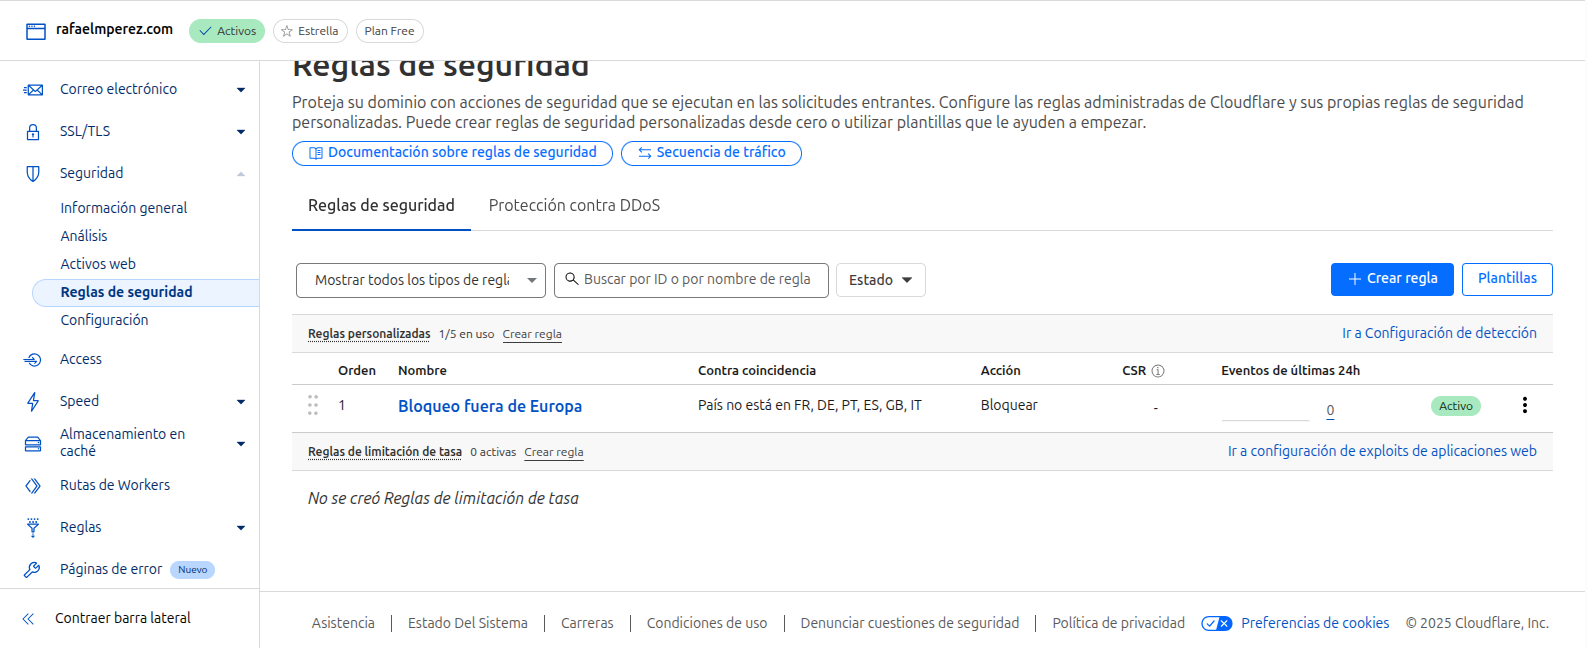 rafaelmperez.com Activos Estrella Plan Free
Correo electrónico
SSL/TLS
Seguridad
Información general
Análisis
Activos web
Reglas de seguridad
Configuración
Access
Speed
Almacenamiento en
caché
Rutas de Workers
Reglas
Páginas de error Nuevo
Contraer barra lateral
Reglas de seguridad
Proteja su dominio con acciones de seguridad que se ejecutan en las solicitudes entrantes. Configure las reglas administradas de Cloudflare y sus propias reglas de seguridad
personalizadas. Puede crear reglas de seguridad personalizadas desde cero o utilizar plantillas que le ayuden a empezar.
Documentación sobre reglas de seguridad Secuencia de tráfico
Reglas de seguridad Protección contra DDoS
Mostrar todos los tipos de regla Buscar por ID o por nombre de regla Estado + Crear regla Plantillas
Reglas personalizadas 1/5 en uso Crear regla Ir a Configuración de detección
Orden Nombre Contra coincidencia Acción CSR Eventos de últimas 24h
1 Bloqueo fuera de Europa País no está en FR, DE, PT, ES, GB, IT Bloquear - 0 Activo
Reglas de limitación de tasa 0 activas Crear regla Ir a configuración de exploits de aplicaciones web
No se creó Reglas de limitación de tasa
Asistencia Estado Del Sistema Carreras Condiciones de uso Denunciar cuestiones de seguridad Política de privacidad Preferencias de cookies © 2025 Cloudflare, Inc.